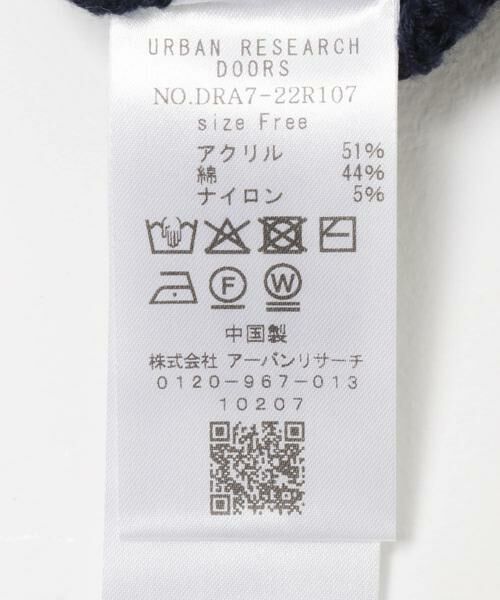 URBAN RESEARCH
DOORS
NO.DRA7-22R107
size Free
アクリル 51%
綿 44%
ナイロン 5%
F W
中国製
株式会社 アーバンリサーチ
0120-967-013
10207